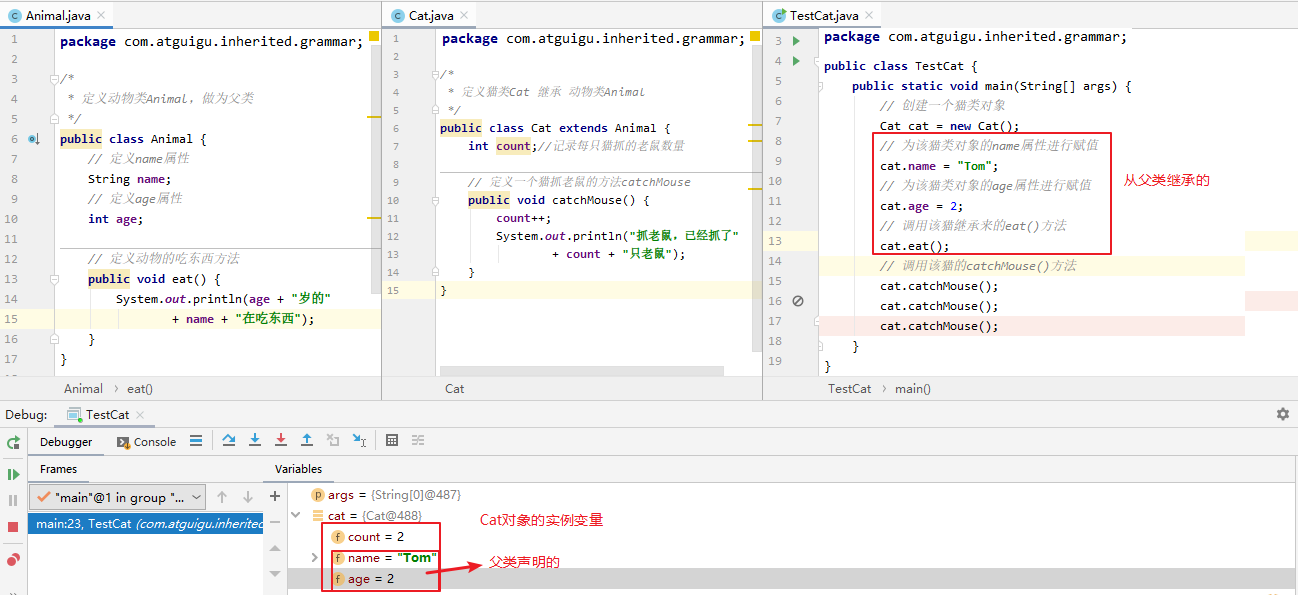 Animal.java
1
package com.atguigu.inherited.grammar;
2
3
/*
4
* 定义动物类Animal，做为父类
5
*/
6
public class Animal {
7
// 定义name属性
8
String name;
9
// 定义age属性
10
int age;
11
12
// 定义动物的吃东西方法
13
public void eat() {
14
System.out.println(age + "岁的"
15
+ name + "在吃东西");
16
}
17
}
Animal > eat()
Cat.java
1
package com.atguigu.inherited.grammar;
2
3
/*
4
* 定义猫类Cat 继承 动物类Animal
5
*/
6
public class Cat extends Animal {
7
int count;//记录每只猫抓的老鼠数量
8
9
// 定义一个猫抓老鼠的方法catchMouse
10
public void catchMouse() {
11
count++;
12
System.out.println("抓老鼠，已经抓了"
13
+ count + "只老鼠");
14
}
15
}
Cat
TestCat.java
package com.atguigu.inherited.grammar;
3
4
public class TestCat {
5
public static void main(String[] args) {
6
// 创建一个猫类对象
7
Cat cat = new Cat();
8
// 为该猫类对象的name属性进行赋值
9
cat.name = "Tom";
10
// 为该猫类对象的age属性进行赋值
11
cat.age = 2;
12
// 调用该猫继承来的eat()方法
13
cat.eat();
14
// 调用该猫的catchMouse()方法
15
cat.catchMouse();
16
cat.catchMouse();
17
cat.catchMouse();
18
}
19
}
从父类继承的
TestCat > main()
Debug: TestCat
Debugger Console
Frames
Variables
"main"@1 in group "...
main:23, TestCat (com.atguigu.inherited
args = {String[0]@487}
cat = {Cat@488}
count = 2
name = "Tom"
age = 2
Cat对象的实例变量
父类声明的